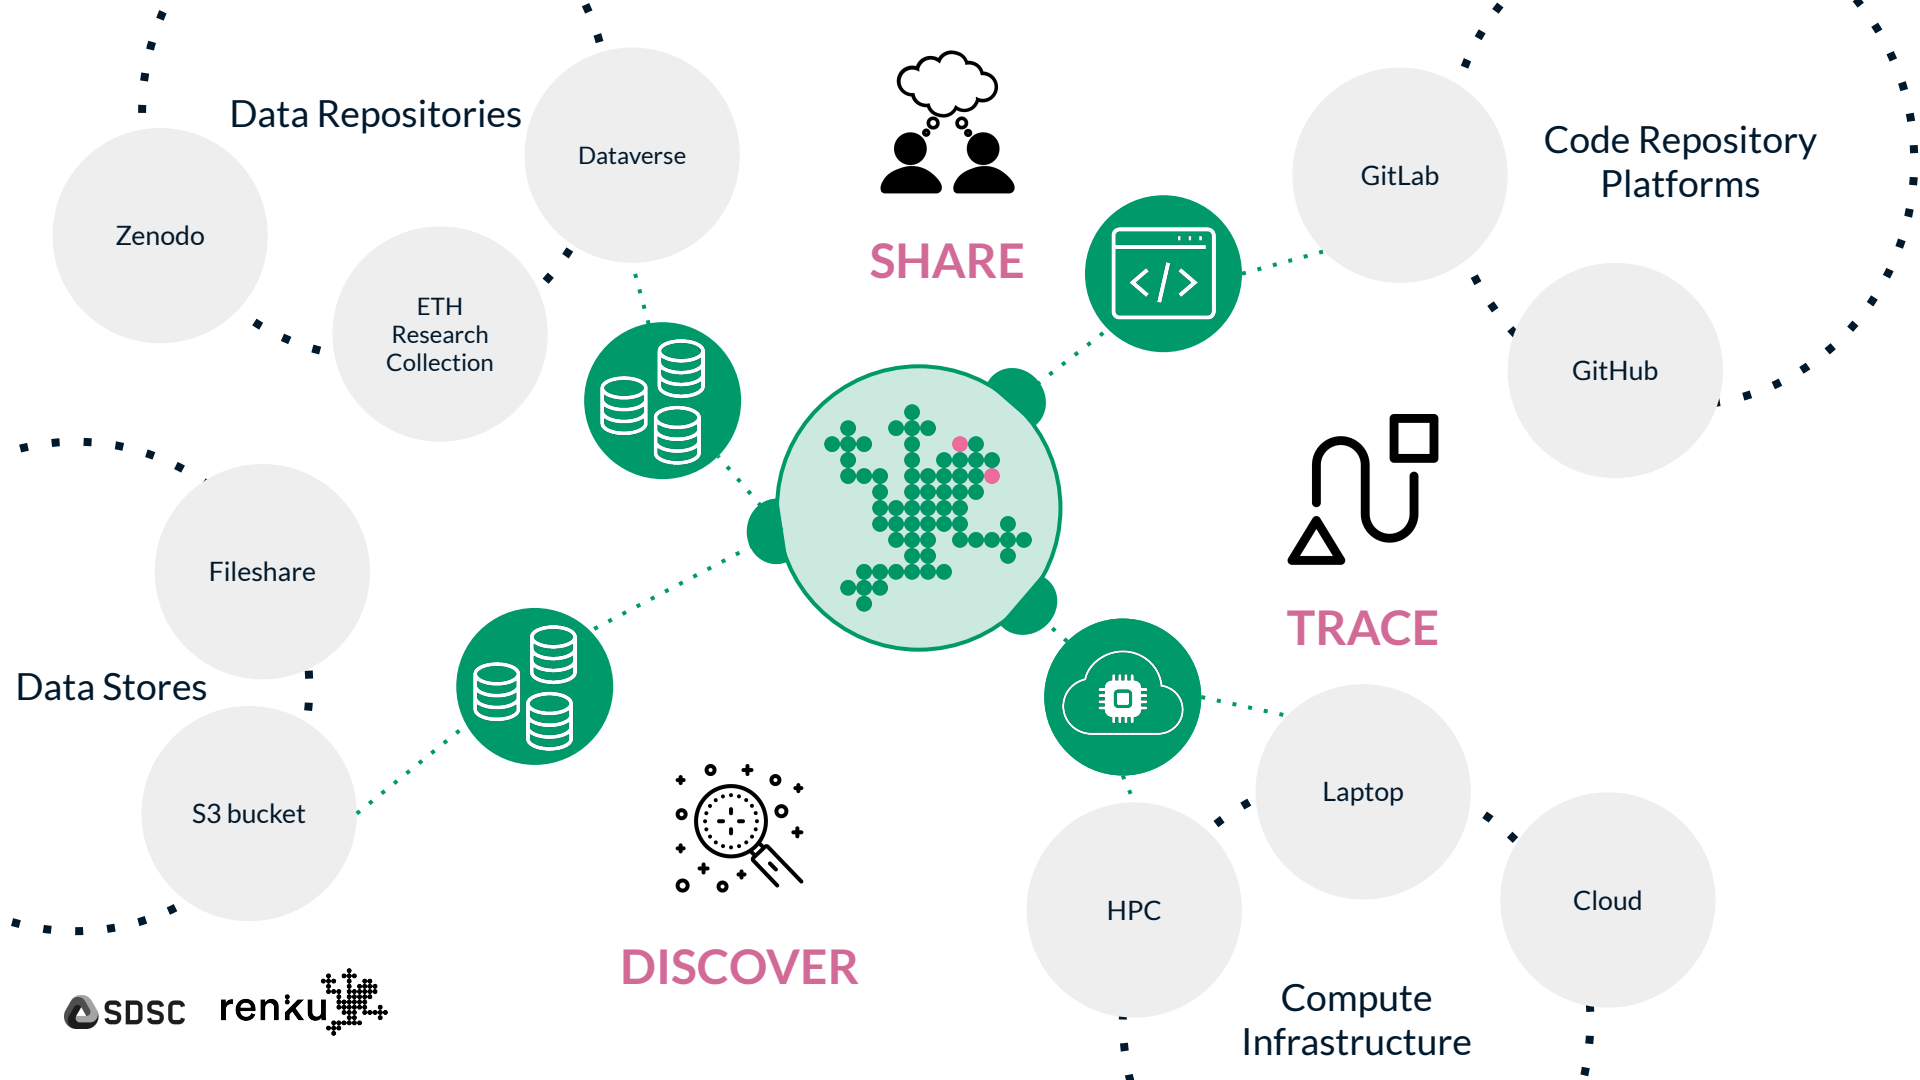 Data Repositories
Dataverse
Zenodo
ETH
Research
Collection
SHARE
GitLab
Code Repository
Platforms
GitHub
</>
TRACE
Fileshare
Data Stores
S3 bucket
DISCOVER
Laptop
HPC
Cloud
Compute
Infrastructure
SDSC
renku